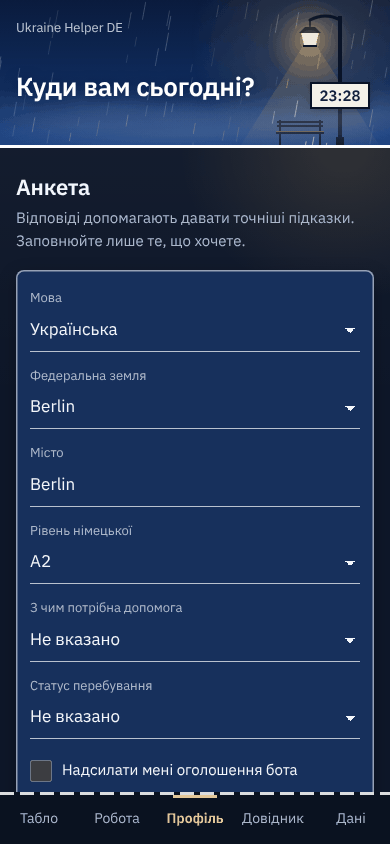 Ukraine Helper DE
Куди вам сьогодні?
23:28
Анкета
Відповіді допомагають давати точніші підказки.
Заповнюйте лише те, що хочете.
Мова
Українська
Федеральна земля
Berlin
Місто
Berlin
Рівень німецької
A2
З чим потрібна допомога
Не вказано
Статус перебування
Не вказано
Надсилати мені оголошення бота
Табло
Робота
Профіль
Довідник
Дані